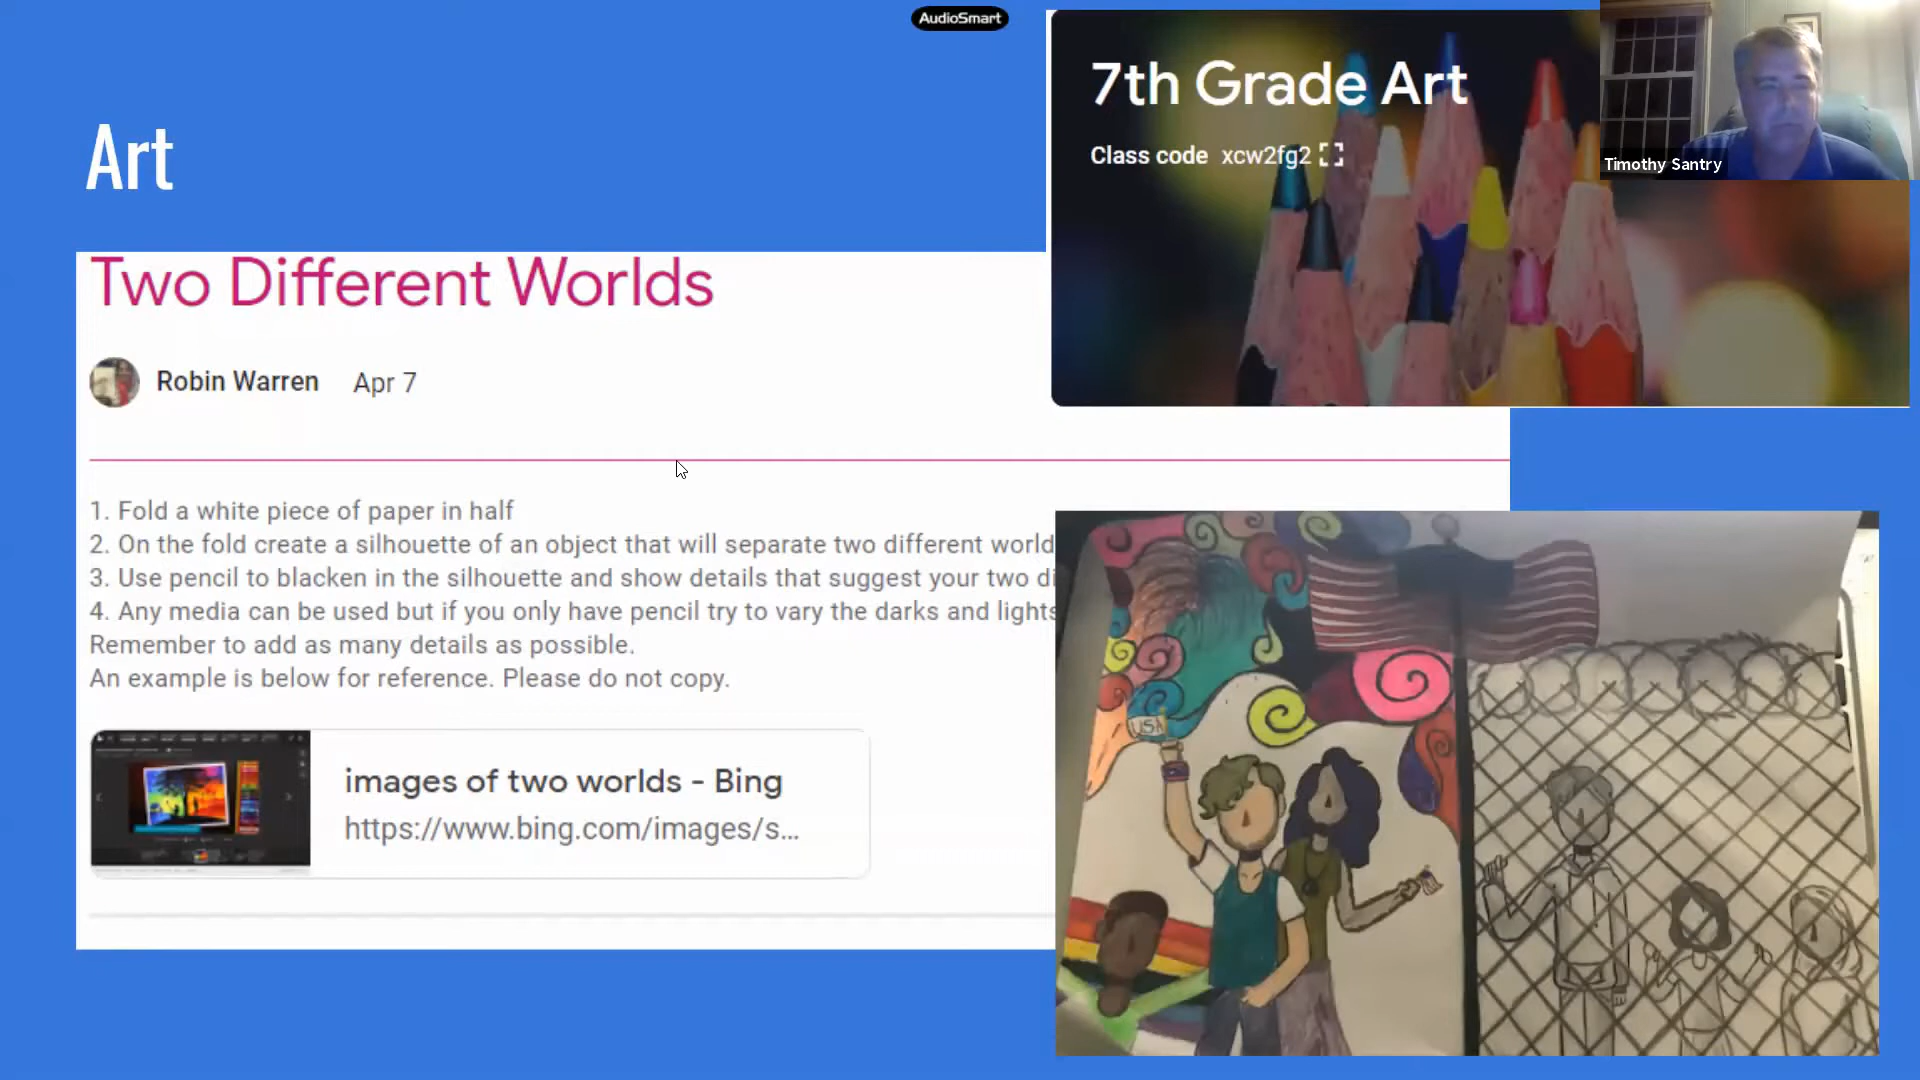 AudioSmart
Art
7th Grade Art
Class code xcw2fg2
Timothy Santry
Two Different Worlds
Robin Warren Apr 7
1. Fold a white piece of paper in half
2. On the fold create a silhouette of an object that will separate two different world
3. Use pencil to blacken in the silhouette and show details that suggest your two di
4. Any media can be used but if you only have pencil try to vary the darks and lights
Remember to add as many details as possible.
An example is below for reference. Please do not copy.
images of two worlds - Bing
https://www.bing.com/images/s...
USA